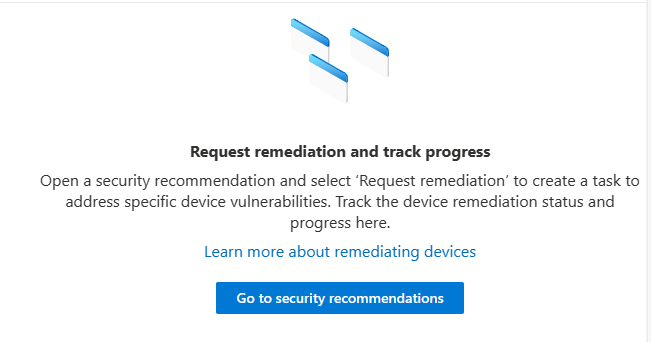 Request remediation and track progress
Open a security recommendation and select ‘Request remediation’ to create a task to
address specific device vulnerabilities. Track the device remediation status and
progress here.
Learn more about remediating devices
Go to security recommendations